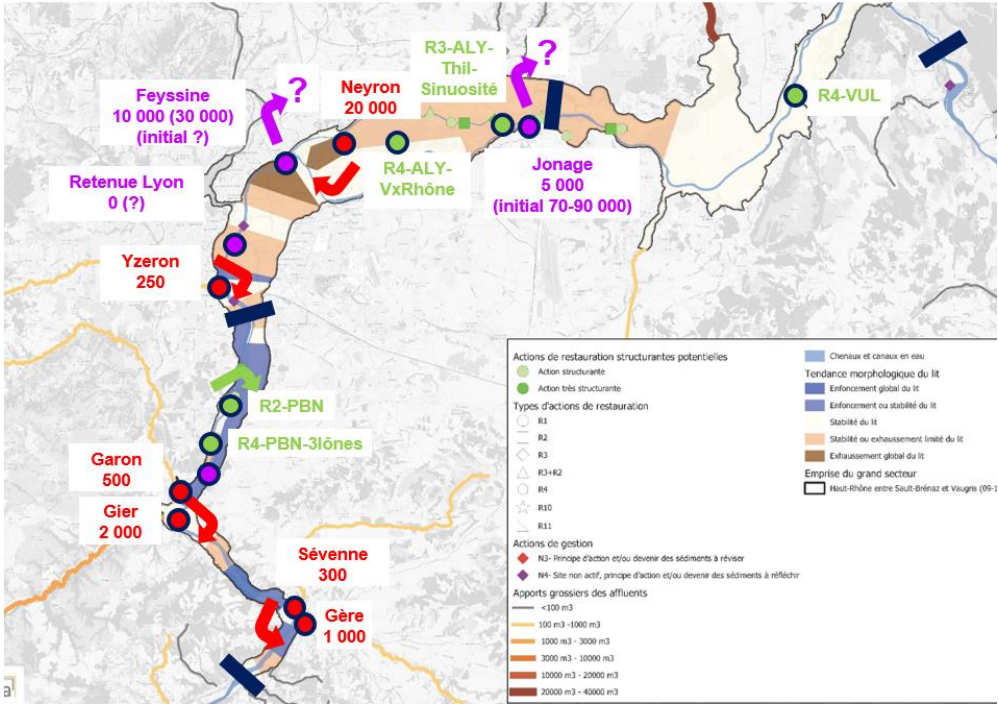 R3-ALY-
Thil-
Sinuosité
?
?
Feyssine
10 000 (30 000)
(initial ?)
Neyron
20 000
R4-VUL
R4-ALY-
VxRhône
Jonage
5 000
(initial 70-90 000)
Retenue Lyon
0 (?)
Yzeron
250
R2-PBN
R4-PBN-3lônes
Garon
500
Gier
2 000
Sévenne
300
Gère
1 000
Actions de restauration structurantes potentielles
Action structurante
Action très structurante
Types d'actions de restauration
R1
R2
R3
R3+R2
R4
R10
R11
Actions de gestion
N3- Principe d'action et/ou devenir des sédiments à réviser
N4- Site non actif, principe d'action et/ou devenir des sédiments à réfléchir
Apports grossiers des affluents
<100 m3
100 m3 -1000 m3
1000 m3 - 3000 m3
3000 m3 - 10000 m3
10000 m3 - 20000 m3
20000 m3 - 40000 m3
Chenaux et canaux en eau
Tendance morphologique du lit
Enfoncement global du lit
Enfoncement ou stabilité du lit
Stabilité du lit
Stabilité ou exhaussement limité du lit
Exhaussement global du lit
Emprise du grand secteur
Haut-Rhône entre Sault-Brénaz et Vaugris (09-1
a